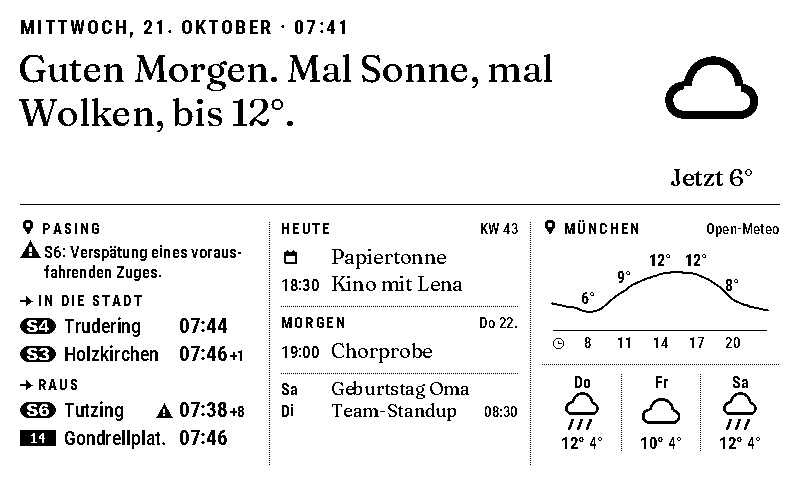 MITTWOCH, 21. OKTOBER · 07:41
Guten Morgen. Mal Sonne, mal
Wolken, bis 12°.
Jetzt 6°
PASING
S6: Verspätung eines voraus-
fahrenden Zuges.
→ IN DIE STADT
S4 Trudering 07:44
S3 Holzkirchen 07:46 +1
→ RAUS
S6 Tutzing 07:38 +8
14 Gondrellplat. 07:46
HEUTE KW 43
Papiertonne
18:30 Kino mit Lena
MORGEN Do 22.
19:00 Chorprobe
Sa Geburtstag Oma
Di Team-Standup 08:30
MÜNCHEN Open-Meteo
6° 9° 12° 12° 8°
8 11 14 17 20
Do Fr Sa
12° 4° 10° 4° 12° 4°